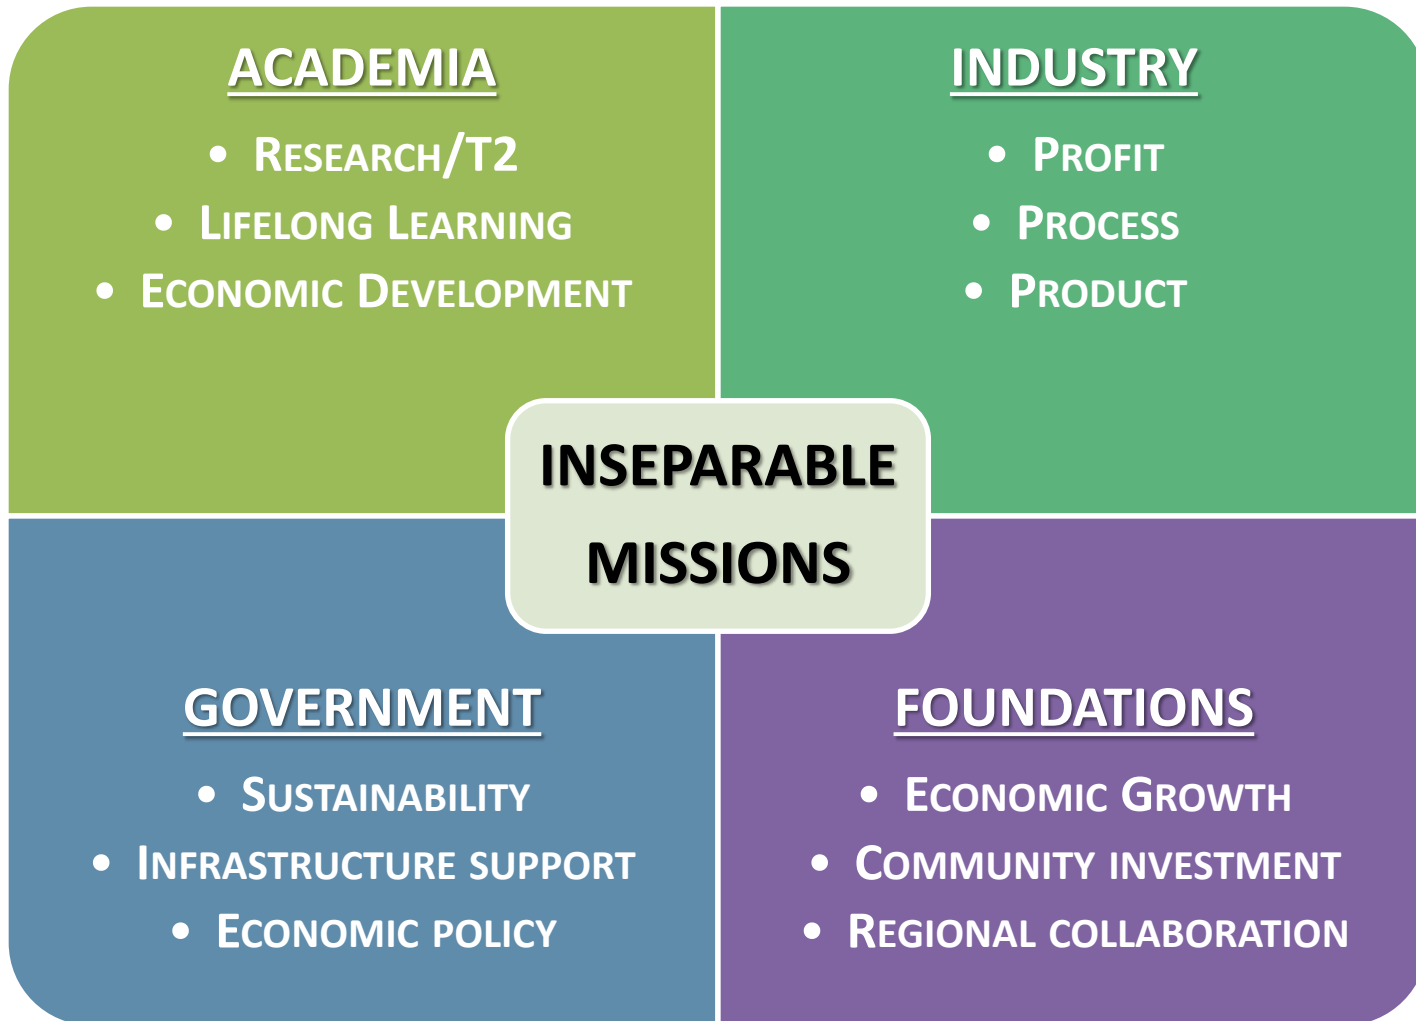 ACADEMIA
• RESEARCH/T2
• LIFELONG LEARNING
• ECONOMIC DEVELOPMENT
INDUSTRY
• PROFIT
• PROCESS
• PRODUCT
INSEPARABLE
MISSIONS
GOVERNMENT
• SUSTAINABILITY
• INFRASTRUCTURE SUPPORT
• ECONOMIC POLICY
FOUNDATIONS
• ECONOMIC GROWTH
• COMMUNITY INVESTMENT
• REGIONAL COLLABORATION